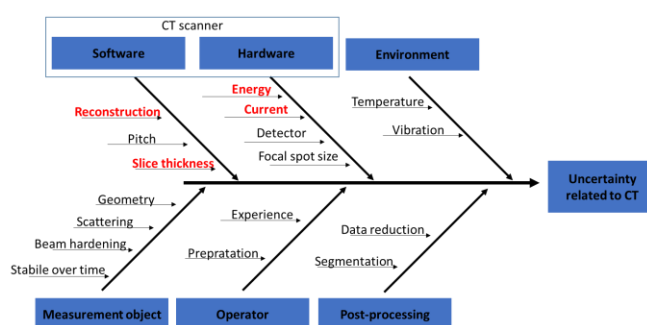 CT scanner
Software
Hardware
Environment
Energy
Reconstruction
Current
Temperature
Pitch
Detector
Vibration
Slice thickness
Focal spot size
Uncertainty
related to CT
Geometry
Experience
Scattering
Data reduction
Beam hardening
Prepratation
Segmentation
Stabile over time
Measurement object
Operator
Post-processing